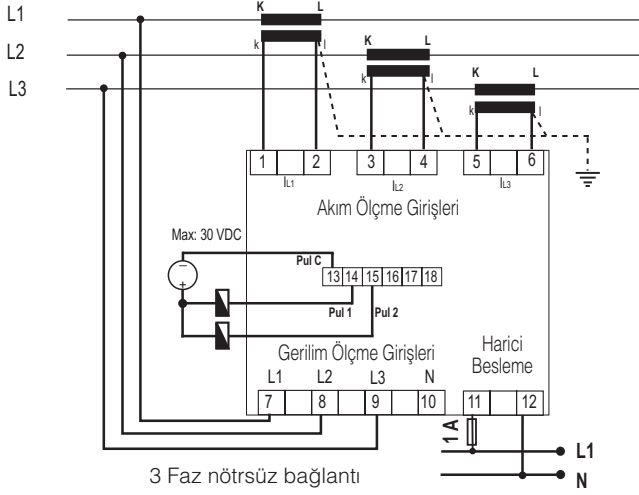 L1
K L
k l
L2
K L
k l
L3
K L
k l
1 2 3 4 5 6
IL1 IL2 IL3
Akım Ölçme Girişleri
Max: 30 VDC
Pul C
13 14 15 16 17 18
Pul 1 Pul 2
Gerilim Ölçme Girişleri
Harici
Besleme
L1 L2 L3 N
7 8 9 10 11 12
1 A
L1
N
3 Faz nötrsüz bağlantı